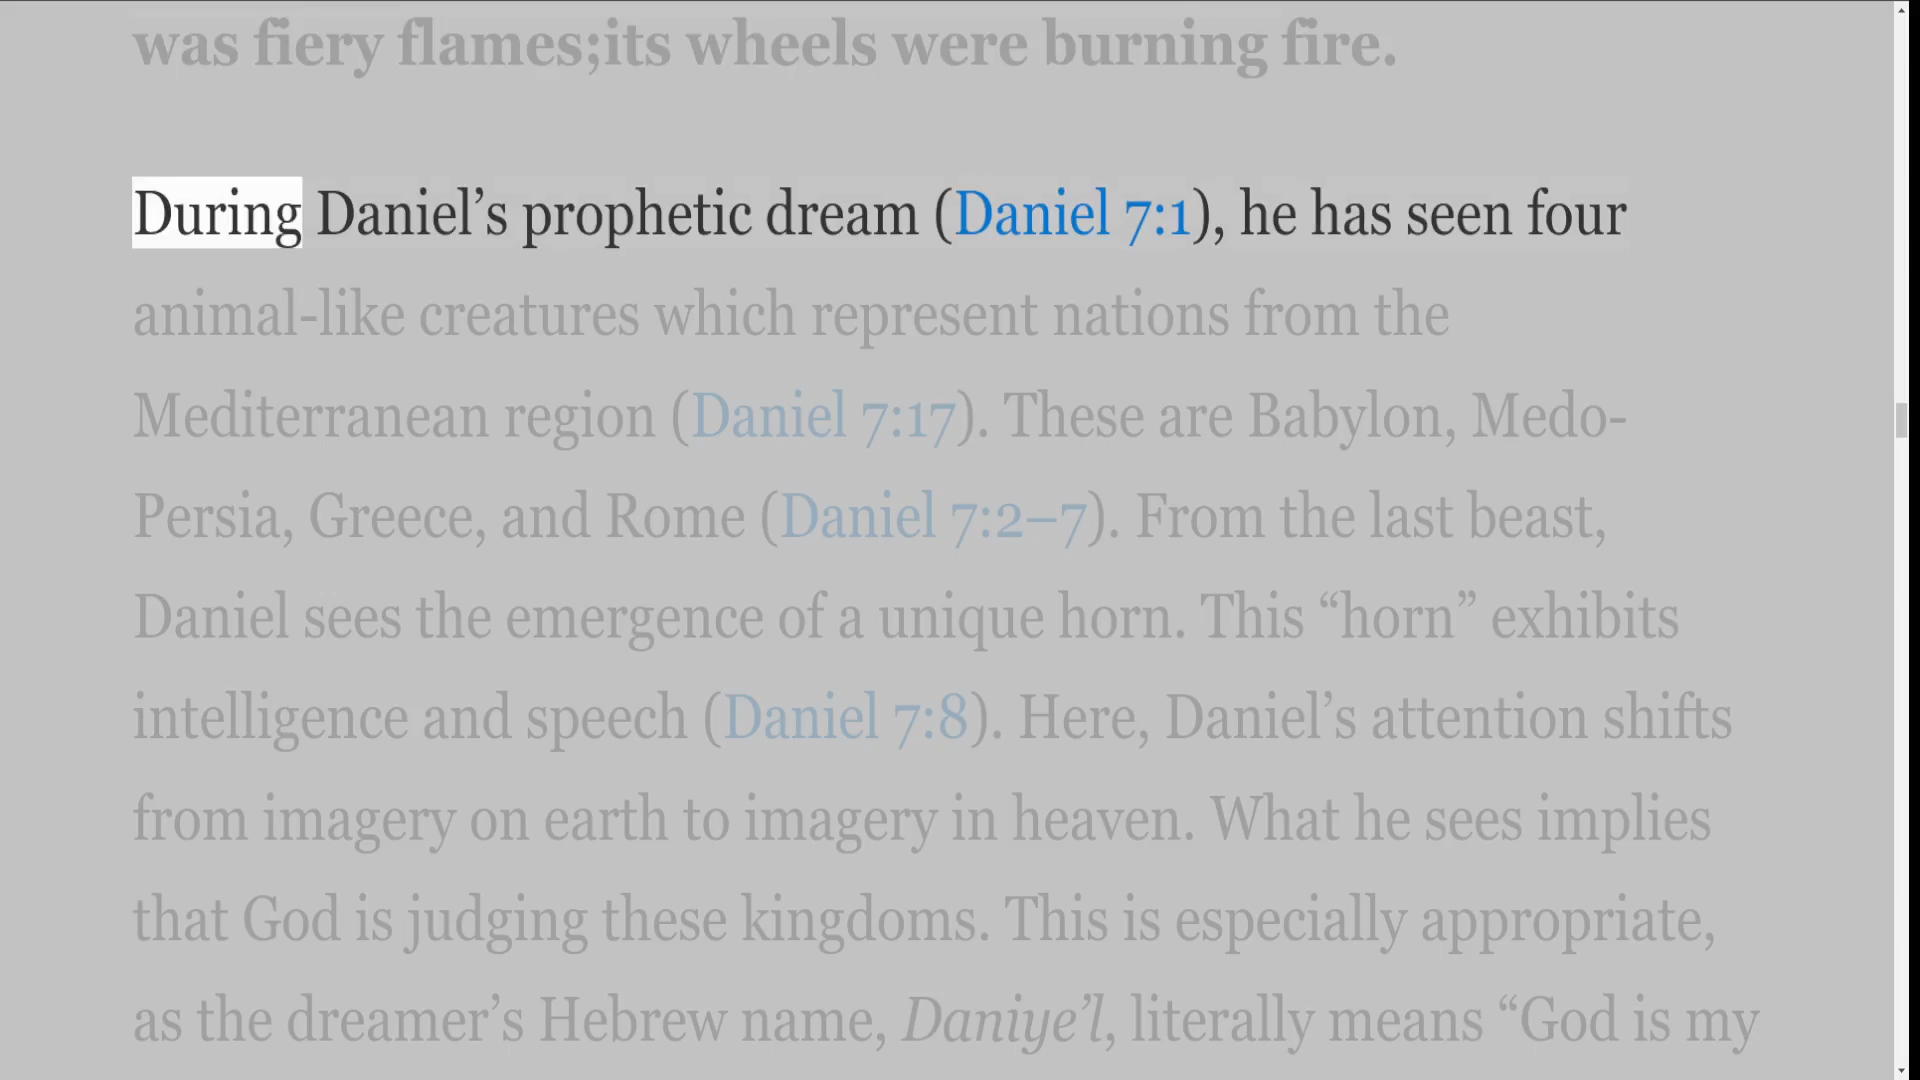 was fiery flames;its wheels were burning fire.
During Daniel’s prophetic dream (Daniel 7:1), he has seen four
animal-like creatures which represent nations from the
Mediterranean region (Daniel 7:17). These are Babylon, Medo-
Persia, Greece, and Rome (Daniel 7:2–7). From the last beast,
Daniel sees the emergence of a unique horn. This “horn” exhibits
intelligence and speech (Daniel 7:8). Here, Daniel’s attention shifts
from imagery on earth to imagery in heaven. What he sees implies
that God is judging these kingdoms. This is especially appropriate,
as the dreamer’s Hebrew name, Daniye’l, literally means “God is my